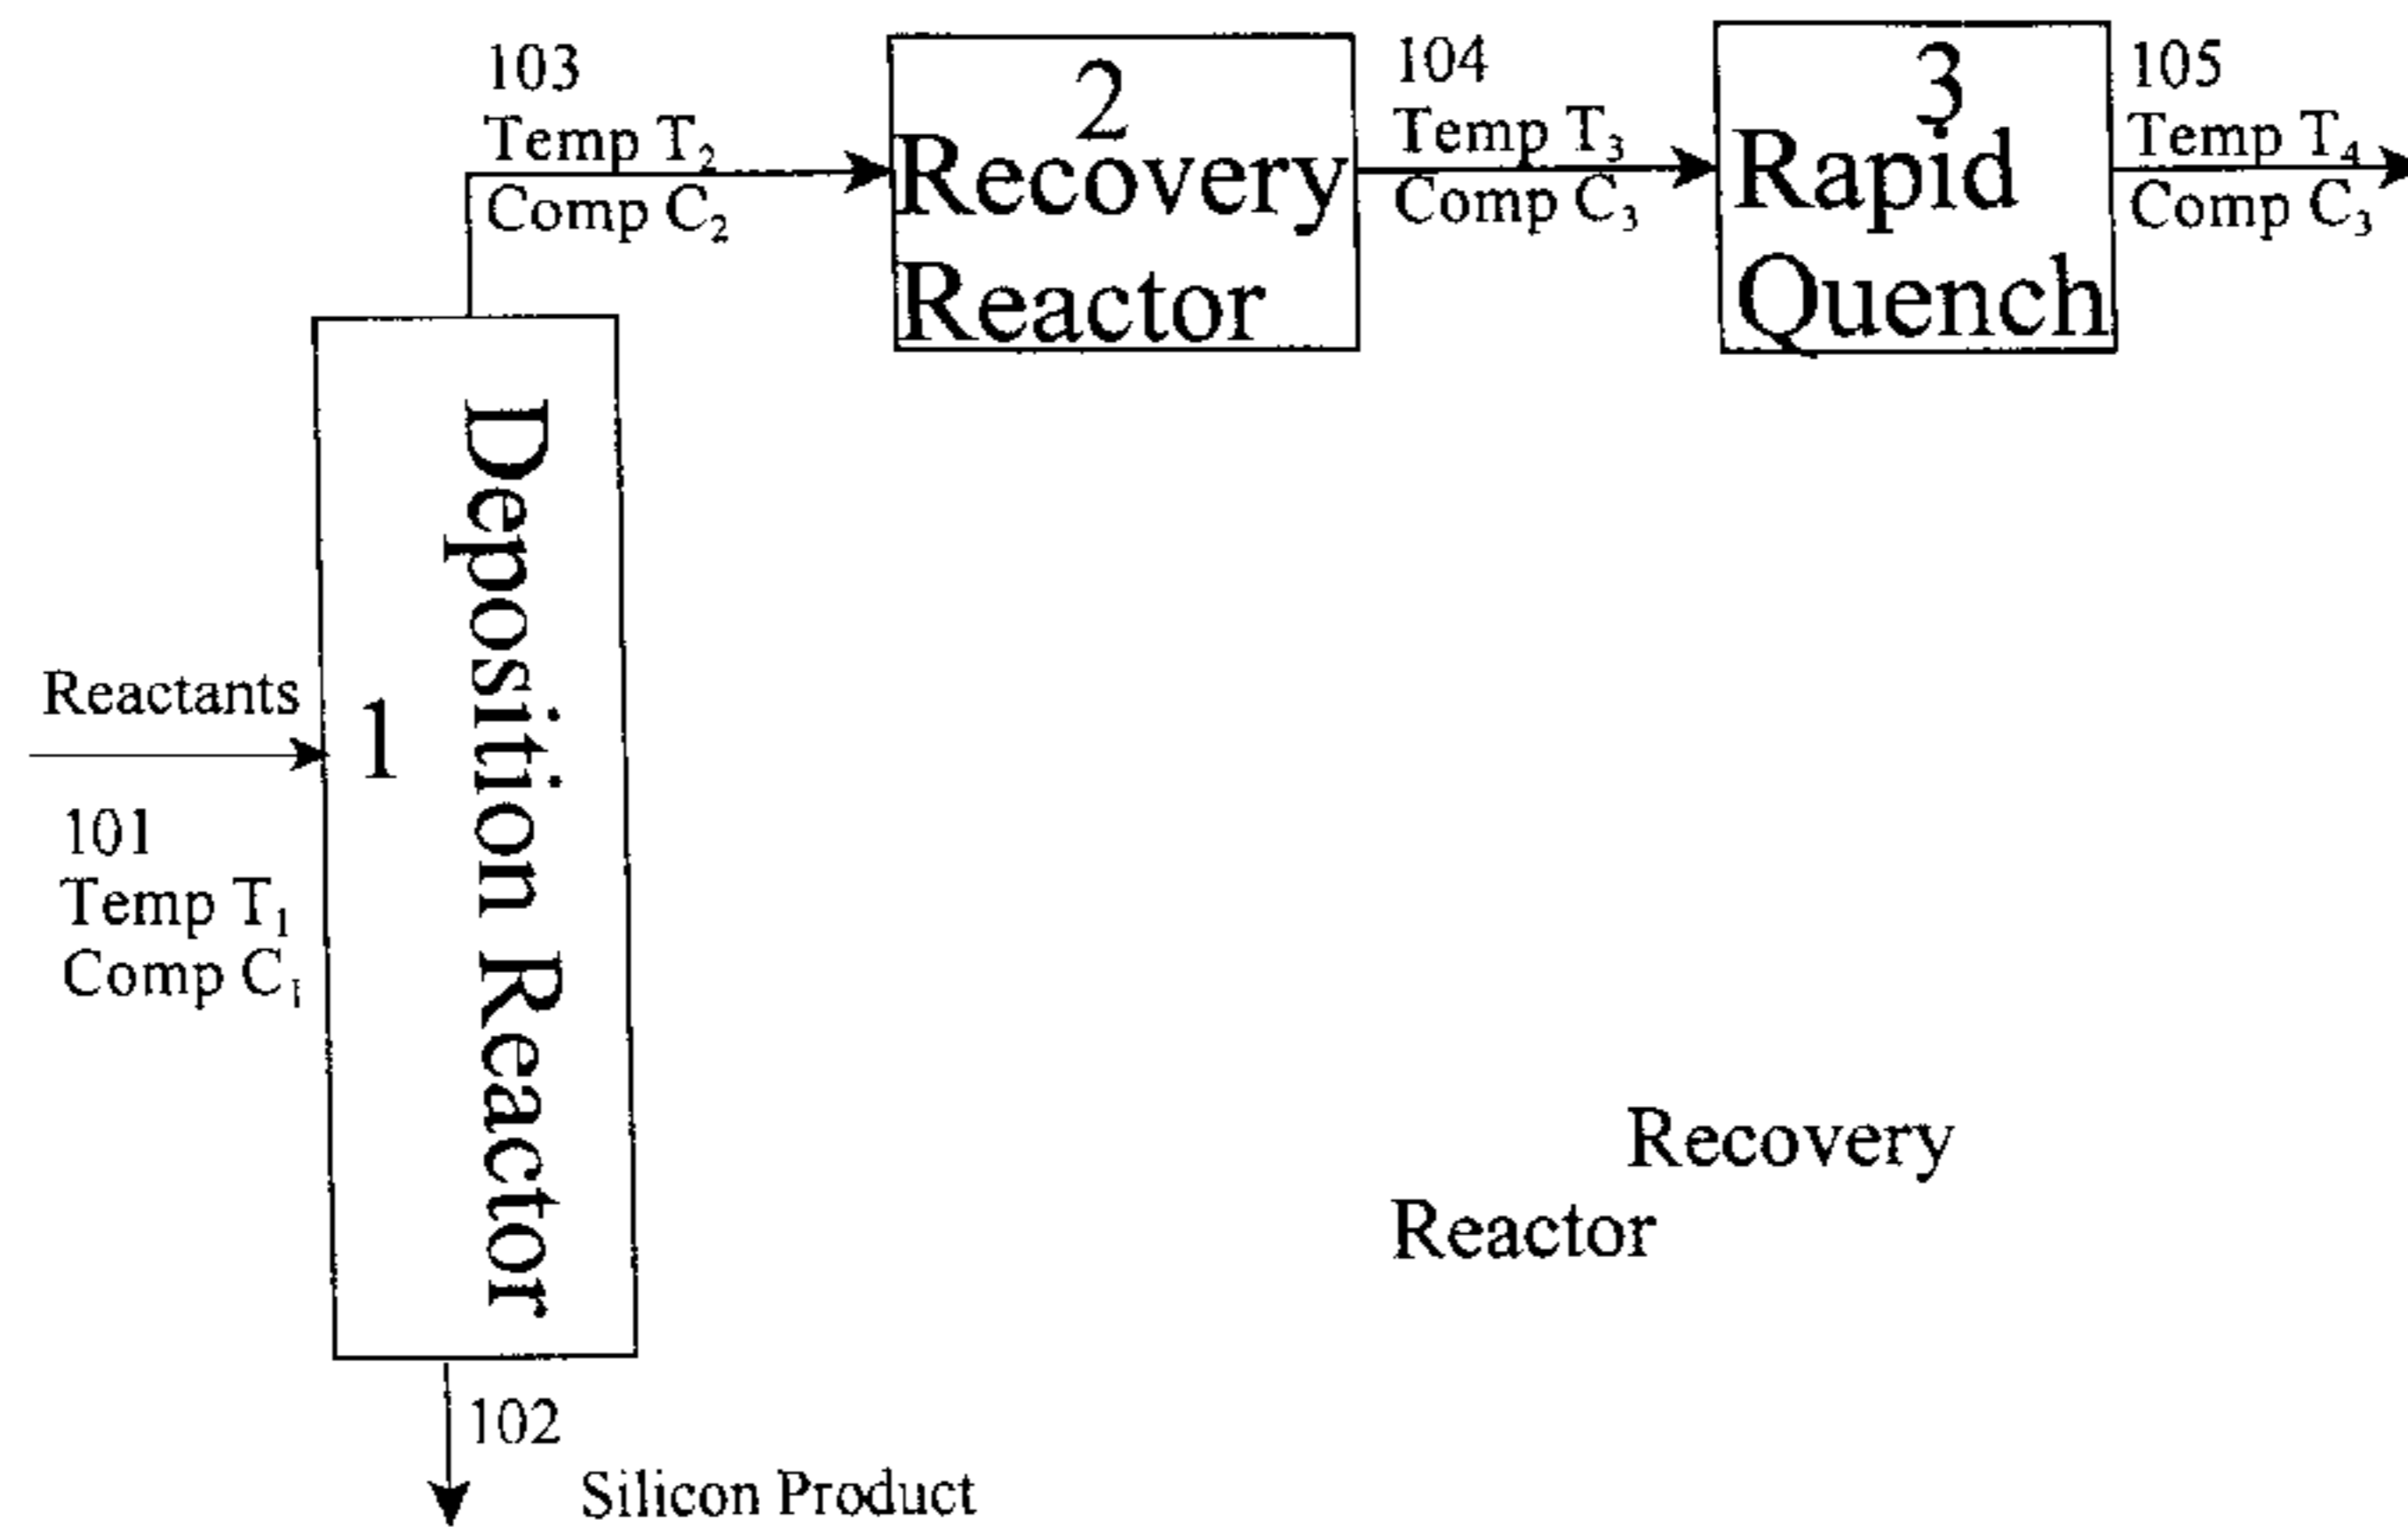 103
Temp T₂
Comp C₂
2
Recovery
Reactor
104
Temp T₃
Comp C₃
3
Rapid
Quench
105
Temp T₄
Comp C₃
Reactants
101
Temp T₁
Comp C₁
1
Deposition Reactor
Recovery
Reactor
102
Silicon Product